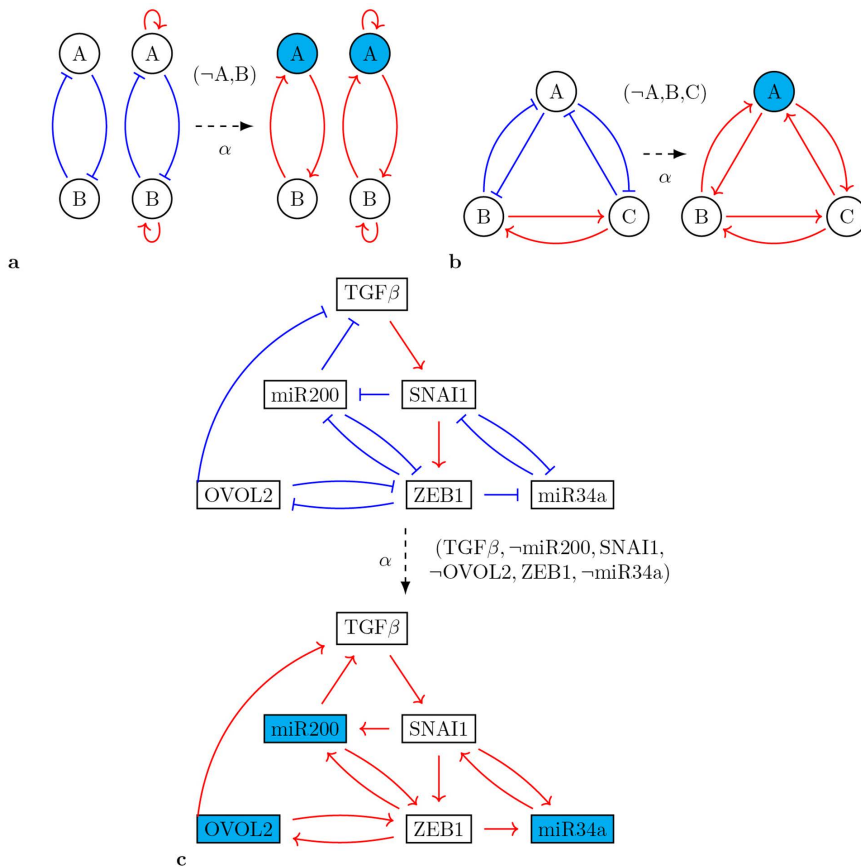 A A A A
(¬A,B)
α
B B B B
a
A (¬A,B,C) A
α
B C B C
b
TGFβ
miR200 SNAI1
OVOL2 ZEB1 miR34a
α
(TGFβ, ¬miR200, SNAI1,
¬OVOL2, ZEB1, ¬miR34a)
TGFβ
miR200 SNAI1
OVOL2 ZEB1 miR34a
c